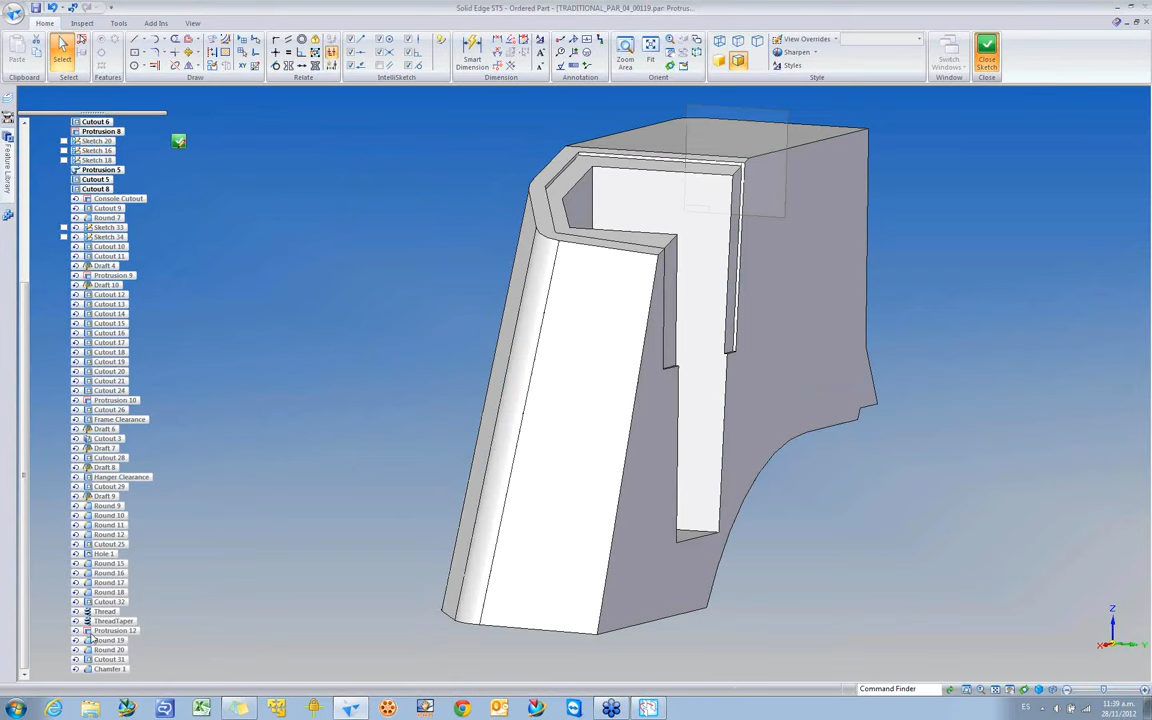 Solid Edge ST5 - Ordered Part - [TRADITIONAL_PAR_04_00119.par: Protrus...
Home
Inspect
Tools
Add Ins
View
Paste
Select
Smart Dimension
Zoom Area
Fit
View Overrides
Sharpen
Styles
Switch Windows
Close Sketch
Clipboard
Select
Features
Draw
Relate
IntelliSketch
Dimension
Annotation
Orient
Style
Window
Close
Feature Library
Cutout 6
Protrusion 8
Sketch 20
Sketch 16
Sketch 18
Protrusion 5
Cutout 5
Cutout 8
Console Cutout
Cutout 9
Round 7
Sketch 33
Sketch 34
Cutout 10
Cutout 11
Draft 4
Protrusion 9
Draft 10
Cutout 12
Cutout 13
Cutout 14
Cutout 15
Cutout 16
Cutout 17
Cutout 18
Cutout 19
Cutout 20
Cutout 21
Cutout 24
Protrusion 10
Cutout 26
Frame Clearance
Draft 6
Cutout 3
Draft 7
Cutout 28
Draft 8
Hanger Clearance
Cutout 29
Draft 9
Round 9
Round 10
Round 11
Round 12
Cutout 25
Hole 1
Round 15
Round 16
Round 17
Round 18
Cutout 32
Thread
ThreadTaper
Protrusion 12
Round 19
Round 20
Cutout 31
Chamfer 1
Z
X
Y
Command Finder
ES
11:39 a.m.
28/11/2012